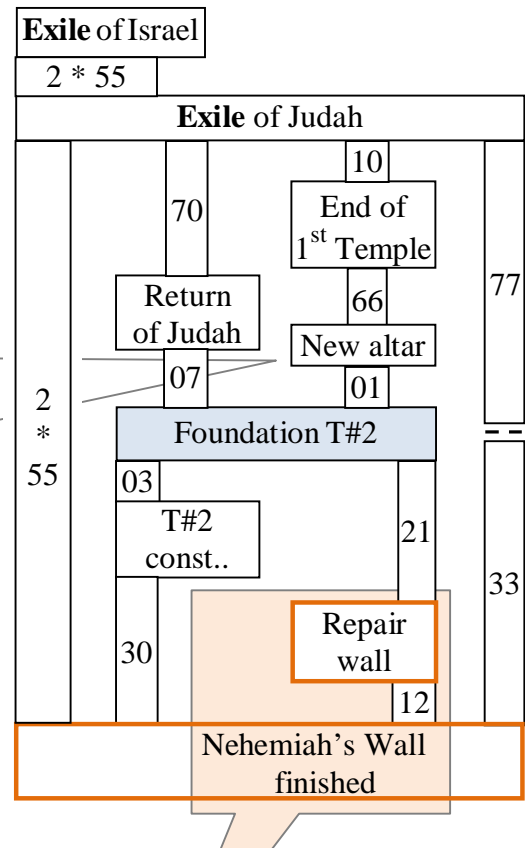 Exile of Israel
2 * 55
Exile of Judah
10
70
End of
1st Temple
77
66
Return
of Judah
New altar
07
01
2
*
55
Foundation T#2
03
T#2
const..
21
33
Repair
wall
30
12
Nehemiah’s Wall
finished